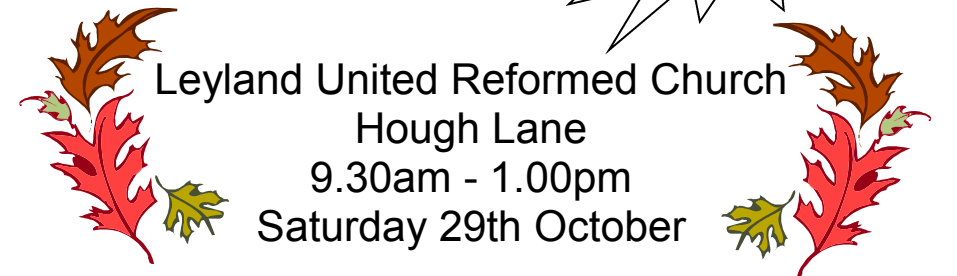 Leyland United Reformed Church
Hough Lane
9.30am - 1.00pm
Saturday 29th October